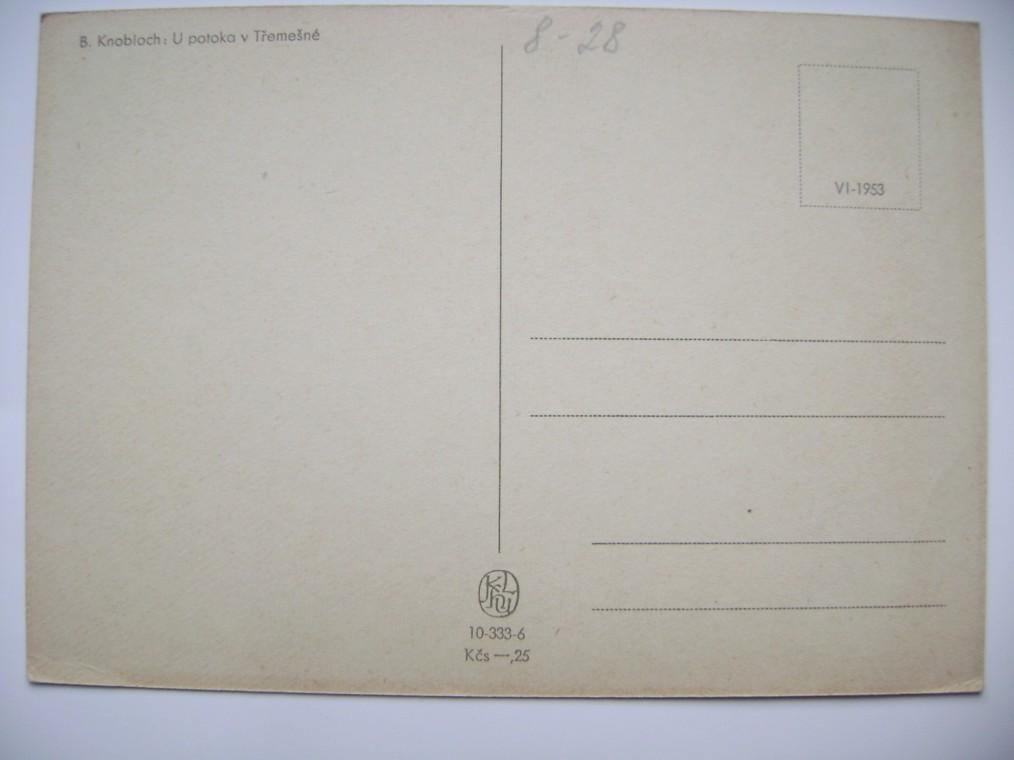 B. Knobloch: U potoka v Třemešné
8-28
VI-1953
10-333-6
Kčs —,25